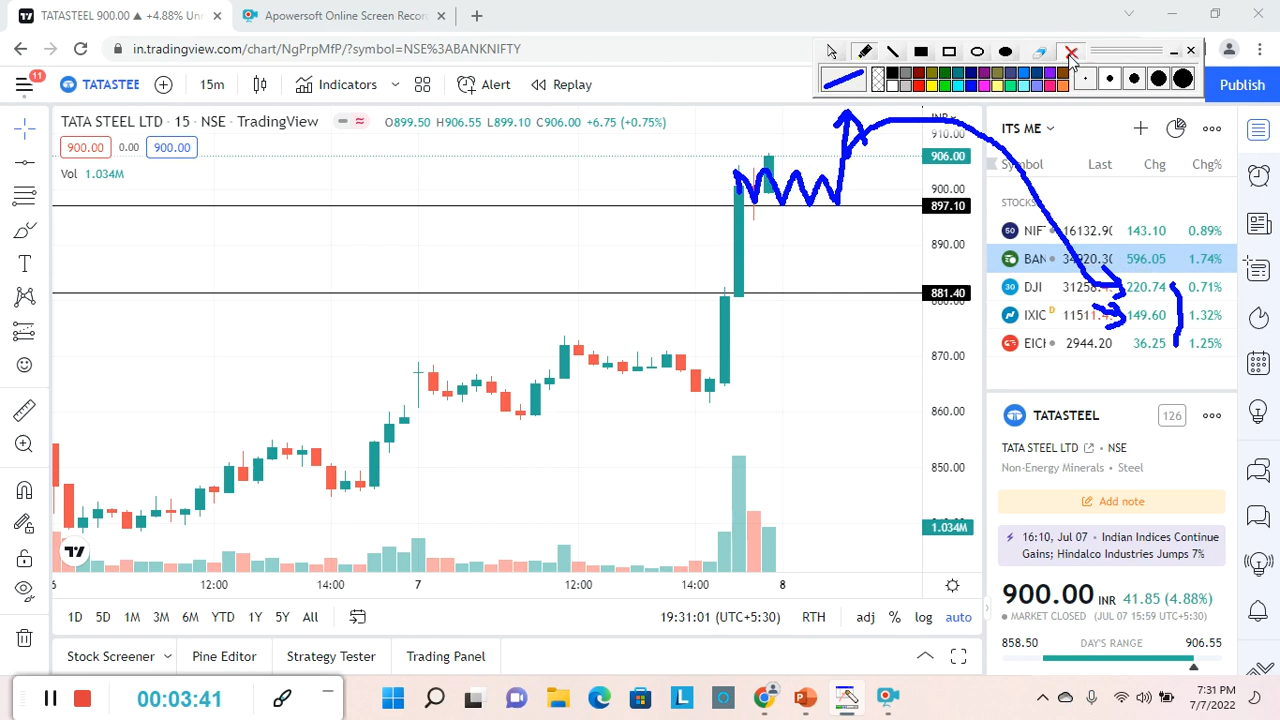 TATASTEEL 900.00 ▲ +4.88% Unn
Apowersoft Online Screen Recor
in.tradingview.com/chart/NgPrpMfP/?symbol=NSE%3ABANKNIFTY
11
TATASTEE
15m
Indicators
Alert
Replay
Publish
TATA STEEL LTD • 15 • NSE • TradingView
O899.50 H906.55 L899.10 C906.00 +6.75 (+0.75%)
900.00
0.00
900.00
Vol 1.034M
910.00
906.00
900.00
897.10
890.00
881.40
870.00
860.00
850.00
1.034M
12:00
14:00
7
12:00
14:00
8
1D 5D 1M 3M 6M YTD 1Y 5Y All
19:31:01 (UTC+5:30)
RTH
adj % log auto
Stock Screener
Pine Editor
Strategy Tester
Trading Panel
ITS ME
Symbol Last Chg Chg%
STOCKS
50 NIF 16132.90 143.10 0.89%
BAN 34920.30 596.05 1.74%
30 DJI 220.74 0.71%
IXIC D 149.60 1.32%
EICH 2944.20 36.25 1.25%
TATASTEEL
126
TATA STEEL LTD • NSE
Non-Energy Minerals • Steel
Add note
16:10, Jul 07 • Indian Indices Continue
Gains; Hindalco Industries Jumps 7%
900.00 INR 41.85 (4.88%)
MARKET CLOSED (JUL 07 15:59 UTC+5:30)
858.50 DAY'S RANGE 906.55
00:03:41
7:31 PM
7/7/2022